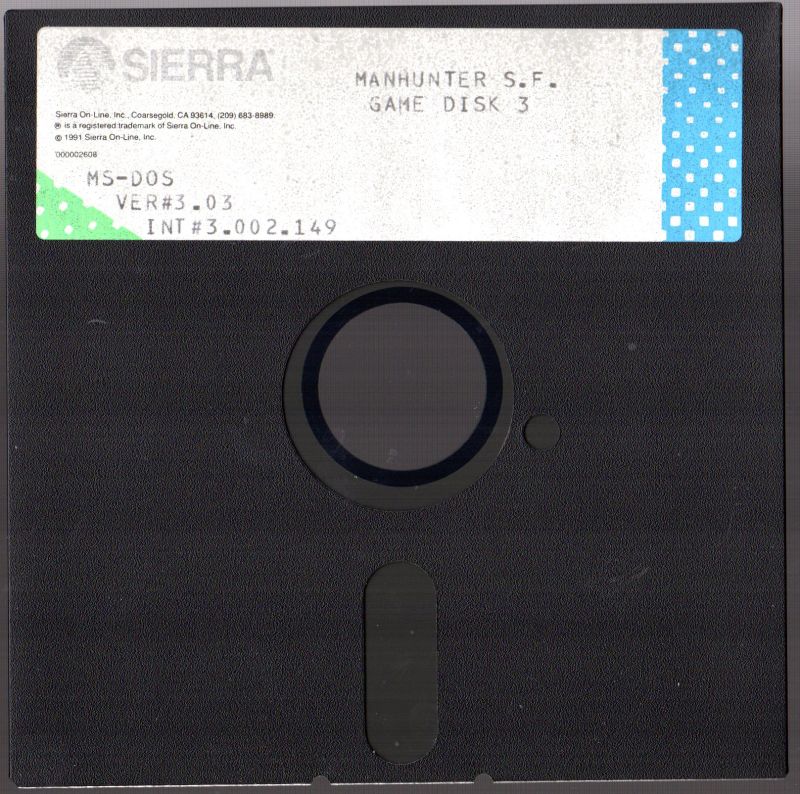 SIERRA
MANHUNTER S.F.
GAME DISK 3
Sierra On-Line, Inc., Coarsegold, CA 93614, (209) 683-8989.
® is a registered trademark of Sierra On-Line, Inc.
© 1991 Sierra On-Line, Inc.
'000002608
MS-DOS
VER#3.03
INT#3.002.149